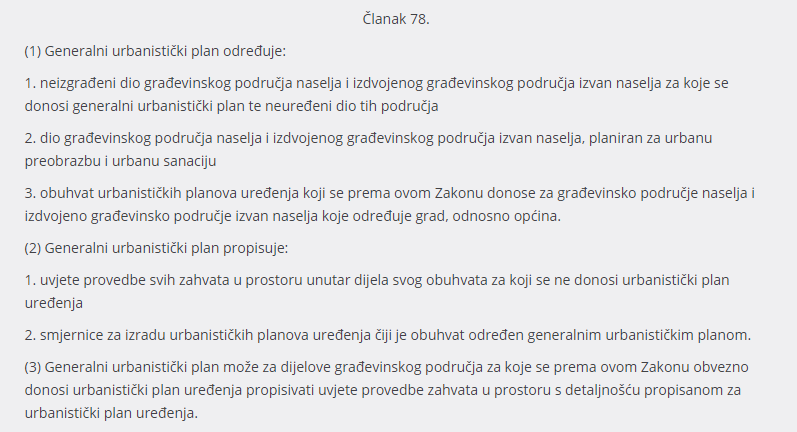 Članak 78.
(1) Generalni urbanistički plan određuje:
1. neizgrađeni dio građevinskog područja naselja i izdvojenog građevinskog područja izvan naselja za koje se
donosi generalni urbanistički plan te neuređeni dio tih područja
2. dio građevinskog područja naselja i izdvojenog građevinskog područja izvan naselja, planiran za urbanu
preobrazbu i urbanu sanaciju
3. obuhvat urbanističkih planova uređenja koji se prema ovom Zakonu donose za građevinsko područje naselja i
izdvojeno građevinsko područje izvan naselja koje određuje grad, odnosno općina.
(2) Generalni urbanistički plan propisuje:
1. uvjete provedbe svih zahvata u prostoru unutar dijela svog obuhvata za koji se ne donosi urbanistički plan
uređenja
2. smjernice za izradu urbanističkih planova uređenja čiji je obuhvat određen generalnim urbanističkim planom.
(3) Generalni urbanistički plan može za dijelove građevinskog područja za koje se prema ovom Zakonu obvezno
donosi urbanistički plan uređenja propisivati uvjete provedbe zahvata u prostoru s detaljnošću propisanom za
urbanistički plan uređenja.